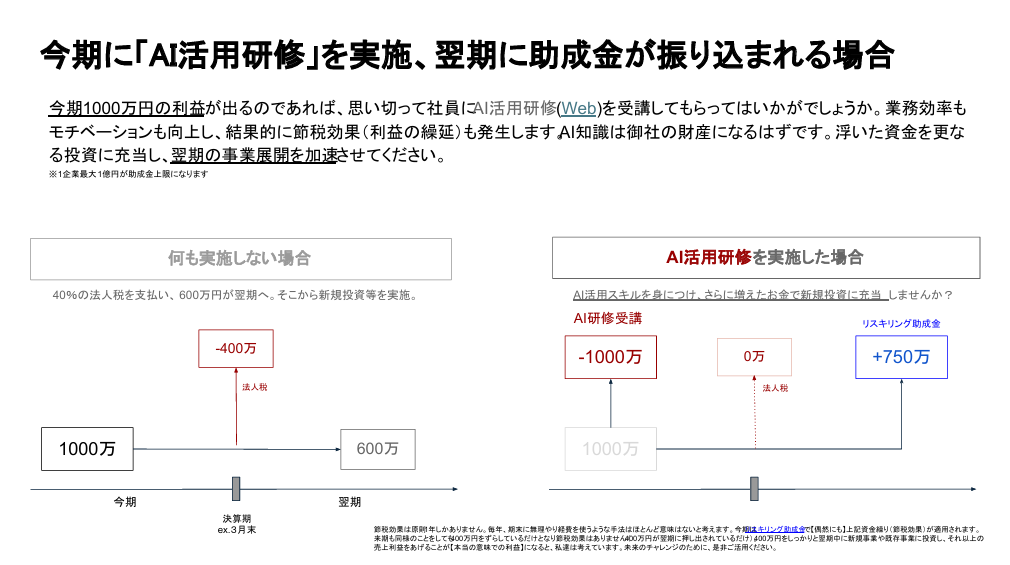 今期に「AI活用研修」を実施、翌期に助成金が振り込まれる場合
今期1000万円の利益が出るのであれば、思い切って社員にAI活用研修(Web)を受講してもらってはいかがでしょうか。業務効率も
モチベーションも向上し、結果的に節税効果（利益の繰延）も発生します。AI知識は御社の財産になるはずです。浮いた資金を更な
る投資に充当し、翌期の事業展開を加速させてください。
※1企業最大1億円が助成金上限になります
何も実施しない場合
40%の法人税を支払い、600万円が翌期へ。そこから新規投資等を実施。
-400万
法人税
1000万
600万
今期
翌期
決算期
ex.3月末
AI活用研修を実施した場合
AI活用スキルを身につけ、さらに増えたお金で新規投資に充当 しませんか？
AI研修受講
リスキリング助成金
-1000万
0万
+750万
法人税
1000万
節税効果は原則1年しかありません。毎年、期末に無理やり経費を使うような手法はほとんど意味はないと考えます。今期はリスキリング助成金で【偶然にも】上記資金繰り（節税効果）が適用されます。
来期も同様のことをしても400万円をずらしているだけとなり節税効果はありません（400万円が翌期に押し出されているだけ）。400万円をしっかりと翌期中に新規事業や既存事業に投資し、それ以上の
売上利益をあげることが【本当の意味での利益】になると、私達は考えています。未来のチャレンジのために、是非ご活用ください。